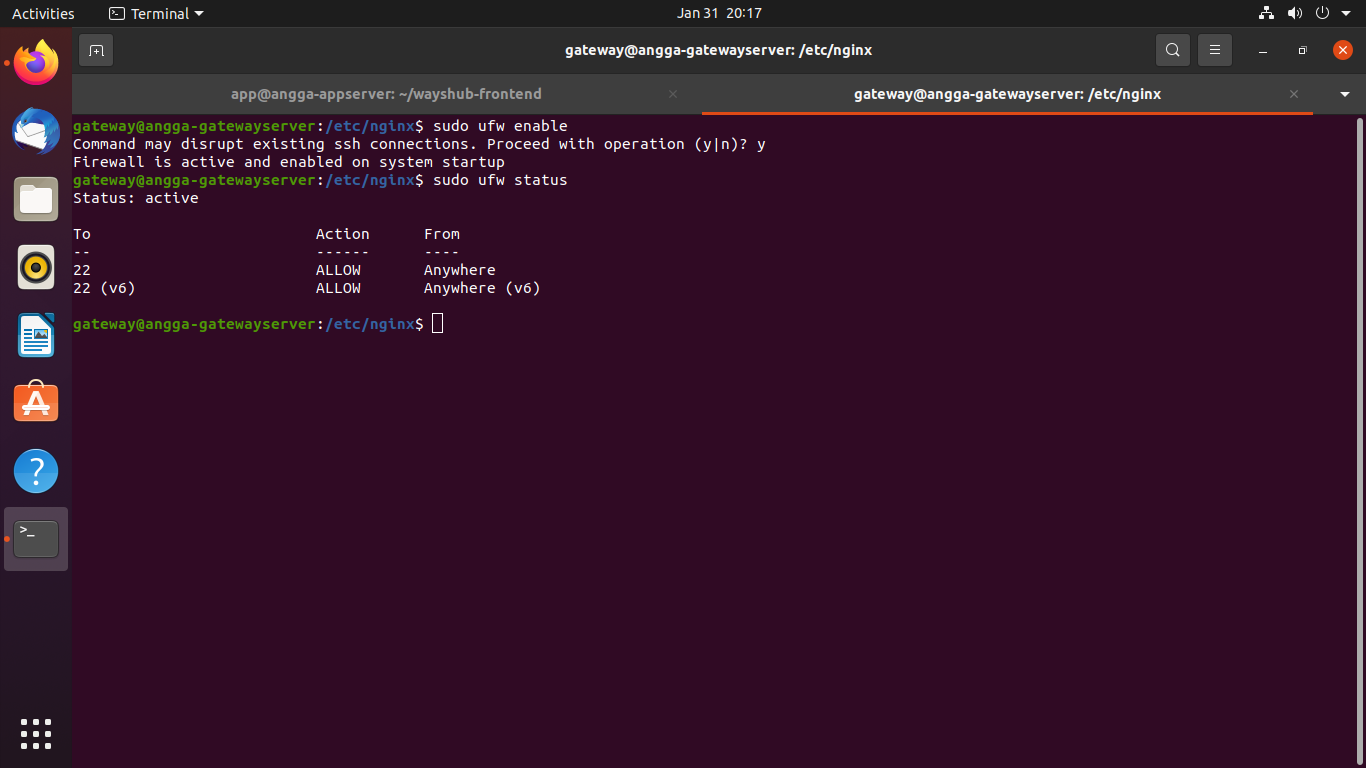 Activities
Terminal
Jan 31 20:17
gateway@angga-gatewayserver: /etc/nginx
app@angga-appserver: ~/wayshub-frontend
gateway@angga-gatewayserver: /etc/nginx
gateway@angga-gatewayserver:/etc/nginx$ sudo ufw enable
Command may disrupt existing ssh connections. Proceed with operation (y|n)? y
Firewall is active and enabled on system startup
gateway@angga-gatewayserver:/etc/nginx$ sudo ufw status
Status: active
To                         Action      From
--                         ------      ----
22                         ALLOW       Anywhere
22 (v6)                    ALLOW       Anywhere (v6)
gateway@angga-gatewayserver:/etc/nginx$